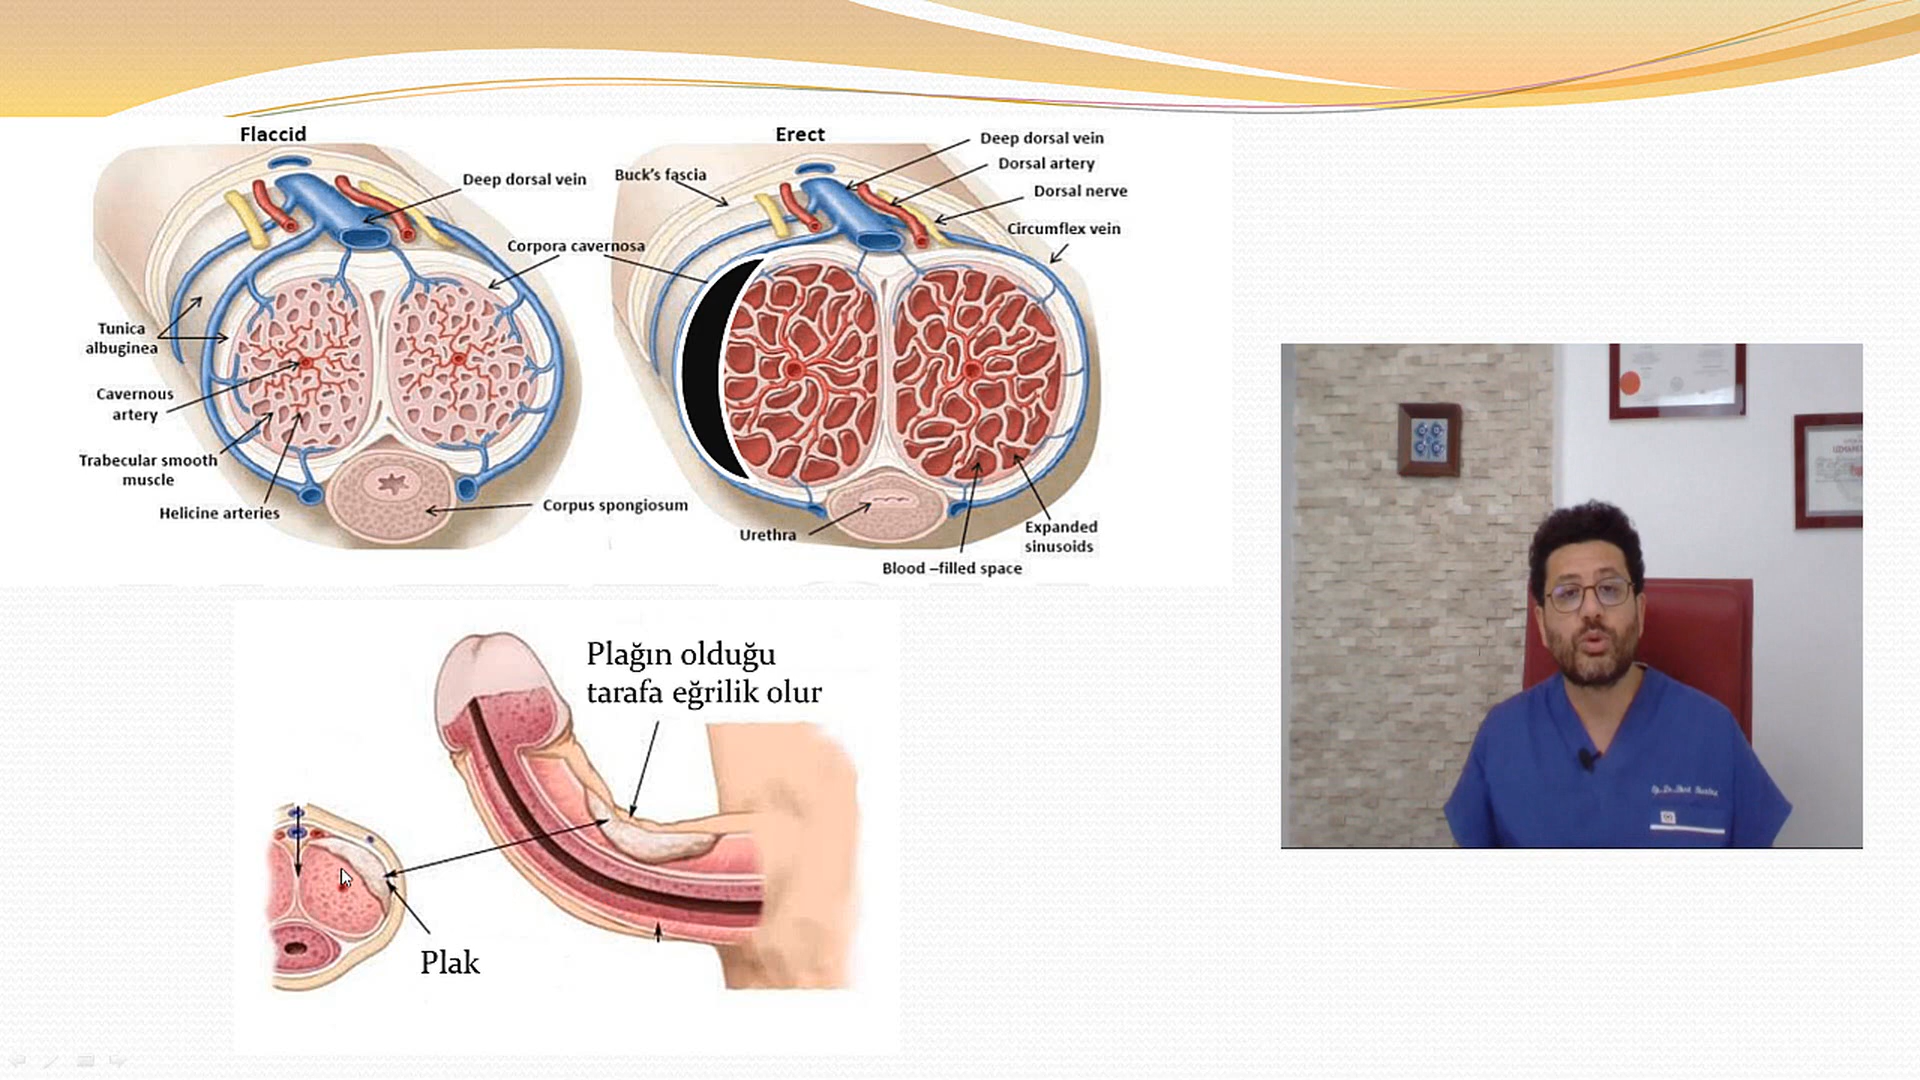 Flaccid
Erect
Deep dorsal vein
Dorsal artery
Dorsal nerve
Circumflex vein
Buck's fascia
Deep dorsal vein
Corpora cavernosa
Tunica
albuginea
Cavernous
artery
Trabecular smooth
muscle
Helicine arteries
Corpus spongiosum
Urethra
Expanded
sinusoids
Blood –filled space
Plağın olduğu
tarafa eğrilik olur
Plak